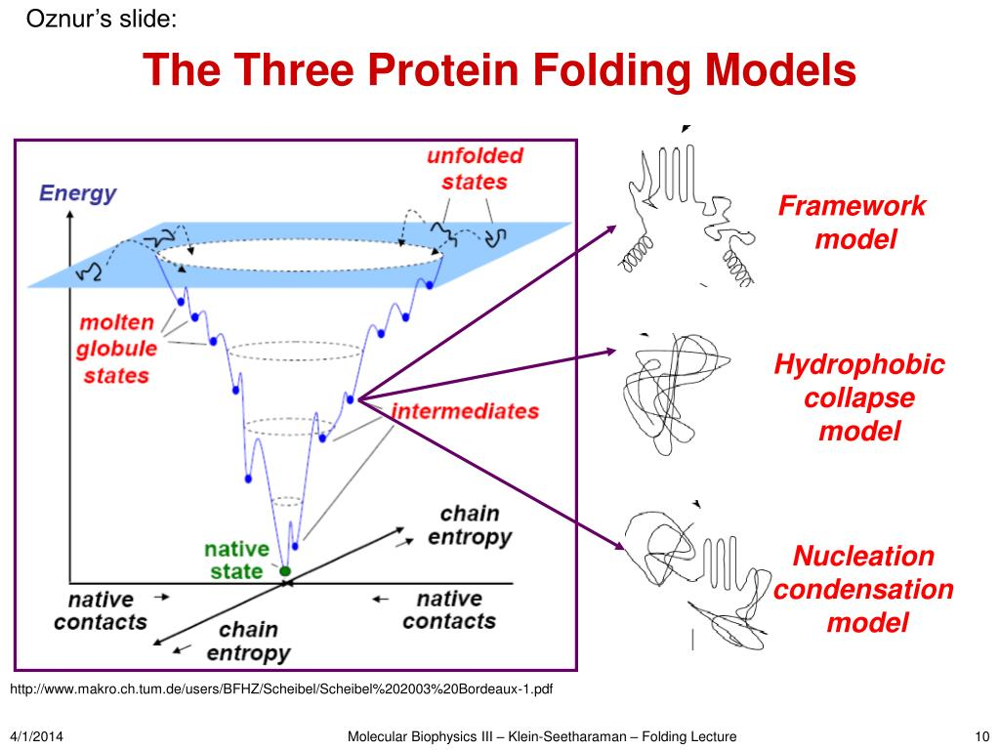 Oznur’s slide:
The Three Protein Folding Models
Energy
unfolded
states
molten
globule
states
intermediates
native
state
chain
entropy
native
contacts
native
contacts
chain
entropy
Framework
model
Hydrophobic
collapse
model
Nucleation
condensation
model
http://www.makro.ch.tum.de/users/BFHZ/Scheibel/Scheibel%202003%20Bordeaux-1.pdf
4/1/2014
Molecular Biophysics III – Klein-Seetharaman – Folding Lecture
10